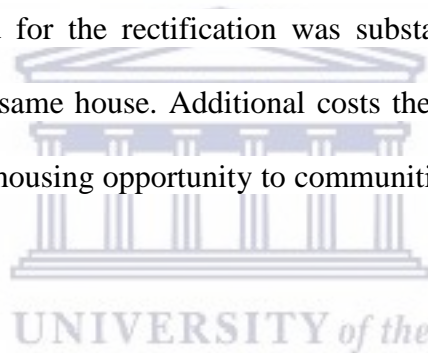 for the rectification was substa
same house. Additional costs the
housing opportunity to communiti
UNIVERSITY of the